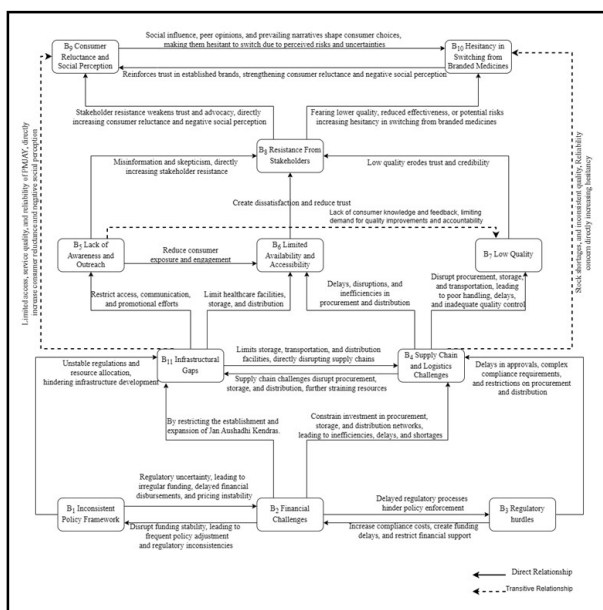 Social influence, peer opinions, and prevailing narratives shape consumer choices,
making them hesitant to switch due to perceived risks and uncertainties
B9 Consumer
Reluctance and
Social Perception
B10 Hesitancy in
Switching from
Branded Medicines
Reinforces trust in established brands, strengthening consumer reluctance and negative social perception
Stakeholder resistance weakens trust and advocacy, directly
increasing consumer reluctance and negative social perception
Fearing lower quality, reduced effectiveness, or potential risks
increasing hesitancy in switching from branded medicines
B8 Resistance From
Stakeholders
Misinformation and skepticism, directly
increasing stakeholder resistance
Low quality erodes trust and credibility
Create dissatisfaction and reduce trust
Lack of consumer knowledge and feedback, limiting
demand for quality improvements and accountability
B5 Lack of
Awareness and
Outreach
Reduce consumer
exposure and engagement
B6 Limited
Availability and
Accessibility
B7 Low Quality
Restrict access, communication,
and promotional efforts
Limit healthcare facilities,
storage, and distribution
Delays, disruptions, and
inefficiencies in
procurement and distribution
Disrupt procurement, storage,
and transportation, leading
to poor handling, delays,
and inadequate quality control
Limited access, service quality, and reliability of PMJAY, directly
increase consumer reluctance and negative social perception
Stock shortages, and inconsistent quality, Reliability
concern directly increasing hesitancy
Unstable regulations and
resource allocation,
hindering infrastructure development
B11 Infrastructural
Gaps
Limits storage, transportation, and distribution
facilities, directly disrupting supply chains
Supply chain challenges disrupt procurement,
storage, and distribution, further straining resources
B4 Supply Chain
and Logistics
Challenges
Delays in approvals, complex
compliance requirements,
and restrictions on procurement
and distribution
By restricting the establishment and
expansion of Jan Aushadhi Kendras.
Constrain investment in procurement,
storage, and distribution networks,
leading to inefficiencies, delays, and shortages
Regulatory uncertainty, leading to
irregular funding, delayed financial
disbursements, and pricing instability
B1 Inconsistent
Policy Framework
B2 Financial
Challenges
Delayed regulatory processes
hinder policy enforcement
B3 Regulatory
hurdles
Disrupt funding stability, leading to
frequent policy adjustment
and regulatory inconsistencies
Increase compliance costs, create funding
delays, and restrict financial support
Direct Relationship
Transitive Relationship